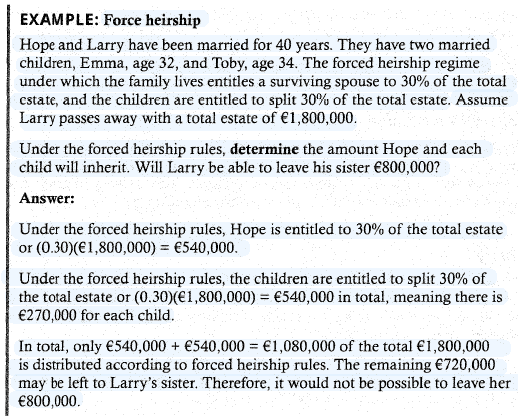 EXAMPLE: Force heirship
Hope and Larry have been married for 40 years. They have two married
children, Emma, age 32, and Toby, age 34. The forced heirship regime
under which the family lives entitles a surviving spouse to 30% of the total
estate, and the children are entitled to split 30% of the total estate. Assume
Larry passes away with a total estate of €1,800,000.
Under the forced heirship rules, determine the amount Hope and each
child will inherit. Will Larry be able to leave his sister €800,000?
Answer:
Under the forced heirship rules, Hope is entitled to 30% of the total estate
or (0.30)(€1,800,000) = €540,000.
Under the forced heirship rules, the children are entitled to split 30% of
the total estate or (0.30)(€1,800,000) = €540,000 in total, meaning there is
€270,000 for each child.
In total, only €540,000 + €540,000 = €1,080,000 of the total €1,800,000
is distributed according to forced heirship rules. The remaining €720,000
may be left to Larry's sister. Therefore, it would not be possible to leave her
€800,000.